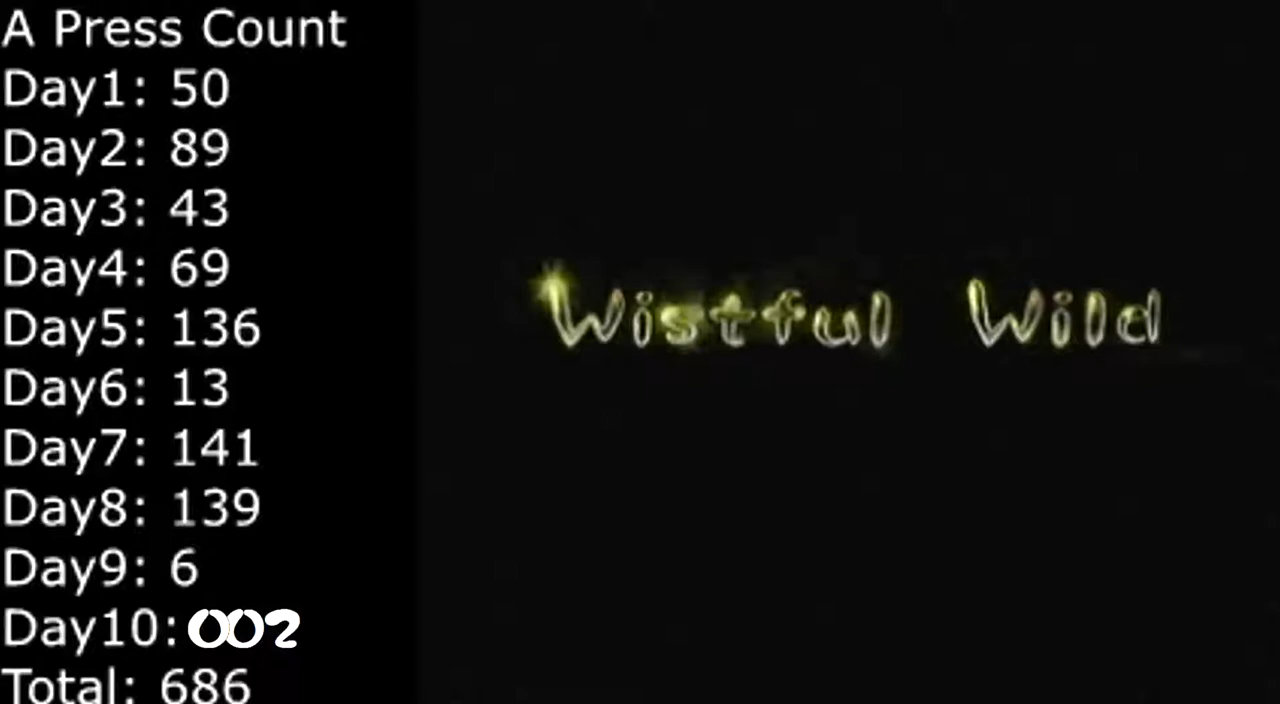 A Press Count
Day1: 50
Day2: 89
Day3: 43
Day4: 69
Day5: 136
Day6: 13
Day7: 141
Day8: 139
Day9: 6
Day10: 002
Total: 686
Wistful Wild